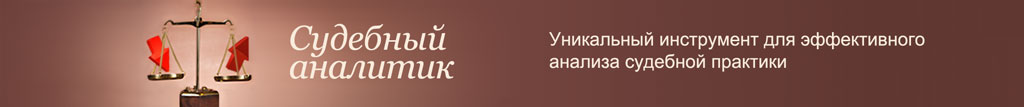 Судебный
аналитик
Уникальный инструмент для эффективного
анализа судебной практики